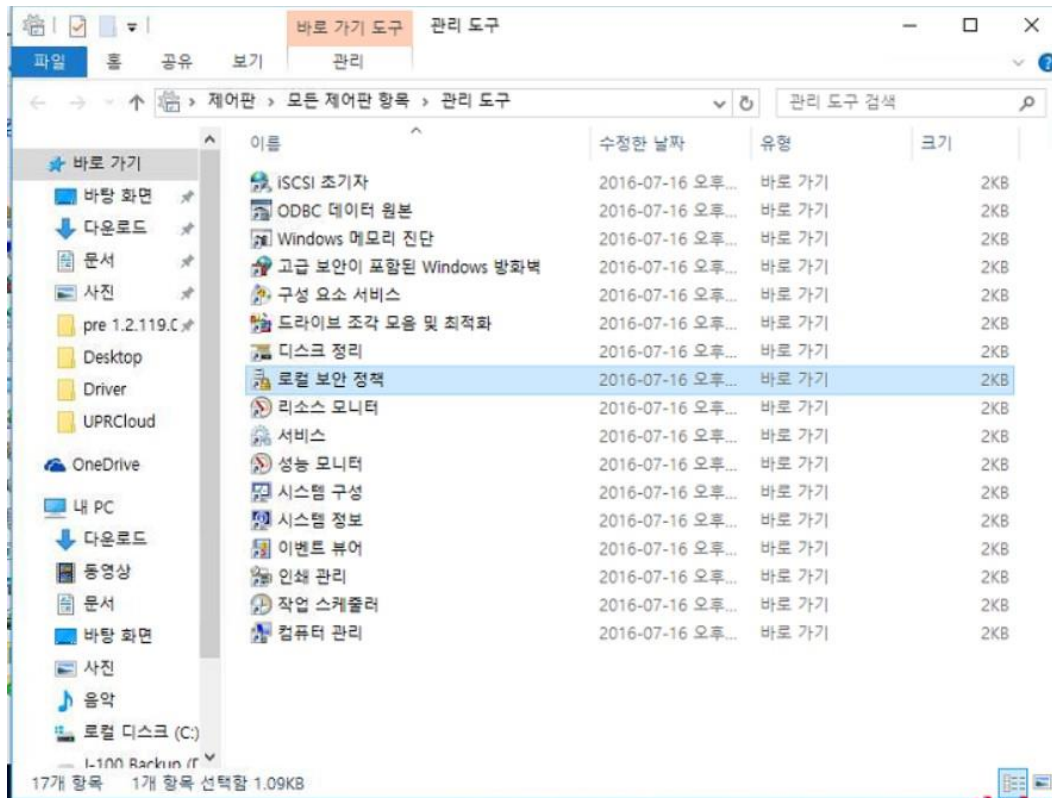 바로 가기 도구 관리 도구
파일 홈 공유 보기 관리
제어판 › 모든 제어판 항목 › 관리 도구 관리 도구 검색
이름 수정한 날짜 유형 크기
바로 가기
바탕 화면
다운로드
문서
사진
pre 1.2.119.
Desktop
Driver
UPRCloud
OneDrive
내 PC
다운로드
동영상
문서
바탕 화면
사진
음악
로컬 디스크 (C:)
J-100 Backup
iSCSI 초기자 2016-07-16 오후... 바로 가기 2KB
ODBC 데이터 원본 2016-07-16 오후... 바로 가기 2KB
Windows 메모리 진단 2016-07-16 오후... 바로 가기 2KB
고급 보안이 포함된 Windows 방화벽 2016-07-16 오후... 바로 가기 2KB
구성 요소 서비스 2016-07-16 오후... 바로 가기 2KB
드라이브 조각 모음 및 최적화 2016-07-16 오후... 바로 가기 2KB
디스크 정리 2016-07-16 오후... 바로 가기 2KB
로컬 보안 정책 2016-07-16 오후... 바로 가기 2KB
리소스 모니터 2016-07-16 오후... 바로 가기 2KB
서비스 2016-07-16 오후... 바로 가기 2KB
성능 모니터 2016-07-16 오후... 바로 가기 2KB
시스템 구성 2016-07-16 오후... 바로 가기 2KB
시스템 정보 2016-07-16 오후... 바로 가기 2KB
이벤트 뷰어 2016-07-16 오후... 바로 가기 2KB
인쇄 관리 2016-07-16 오후... 바로 가기 2KB
작업 스케줄러 2016-07-16 오후... 바로 가기 2KB
컴퓨터 관리 2016-07-16 오후... 바로 가기 2KB
17개 항목 1개 항목 선택함 1.09KB